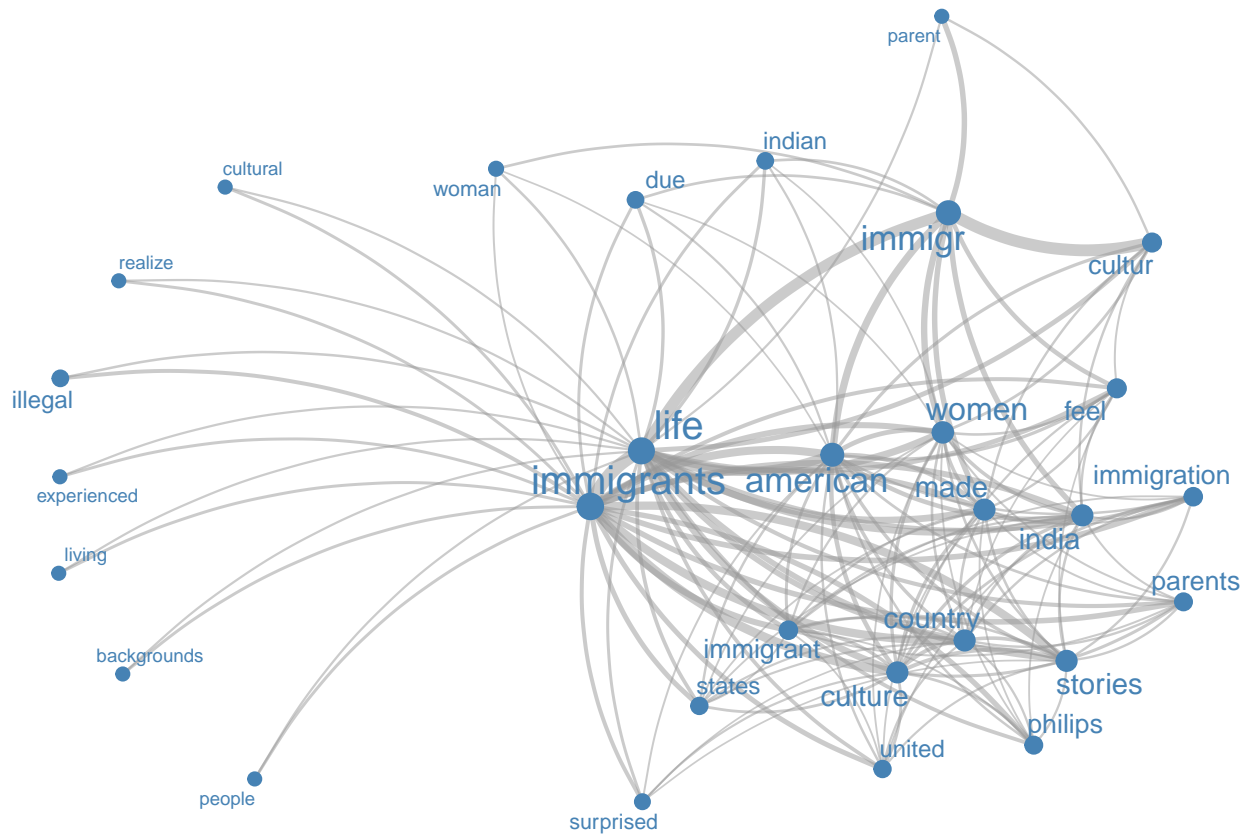 parent
indian
cultural
due
woman
immigr
realize
cultur
illegal
life
women
feel
immigrants
american
made
immigration
experienced
india
living
parents
country
immigrant
backgrounds
states
culture
stories
philips
united
people
surprised